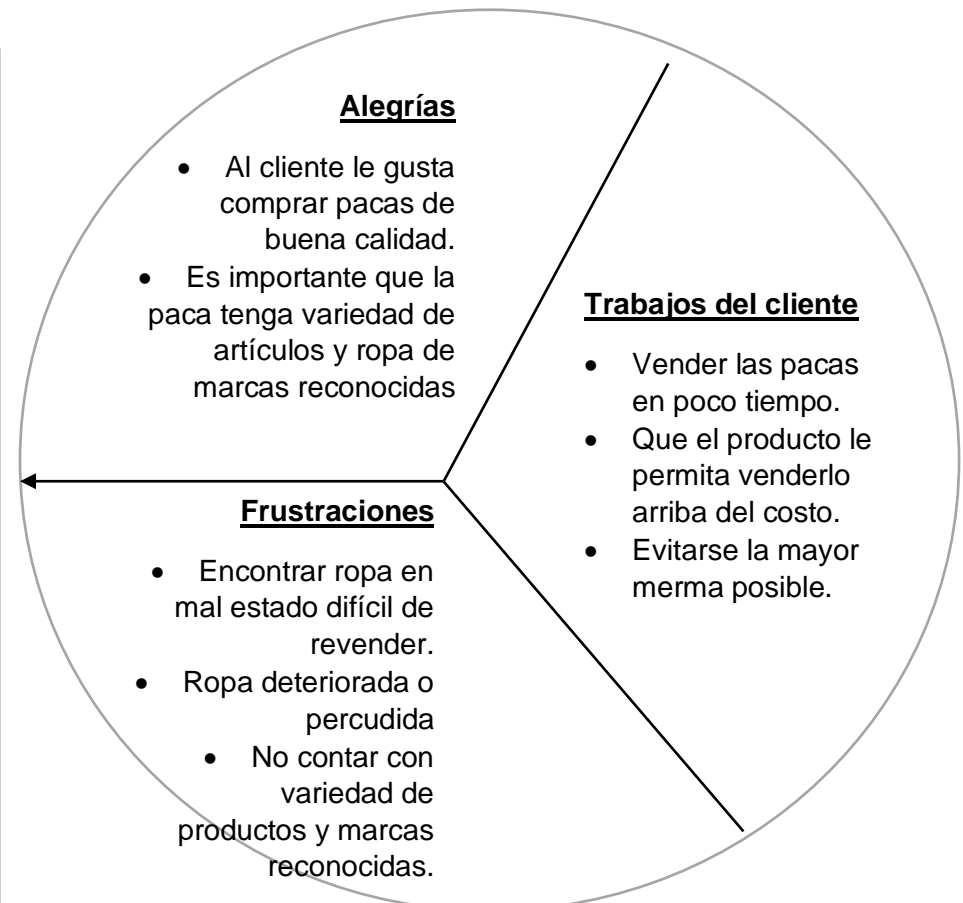 Alegrías
• Al cliente le gusta
comprar pacas de
buena calidad.
• Es importante que la
paca tenga variedad de
artículos y ropa de
marcas reconocidas
Trabajos del cliente
• Vender las pacas
en poco tiempo.
• Que el producto le
permita venderlo
arriba del costo.
• Evitarse la mayor
merma posible.
Frustraciones
• Encontrar ropa en
mal estado difícil de
revender.
• Ropa deteriorada o
percudida
• No contar con
variedad de
productos y marcas
reconocidas.